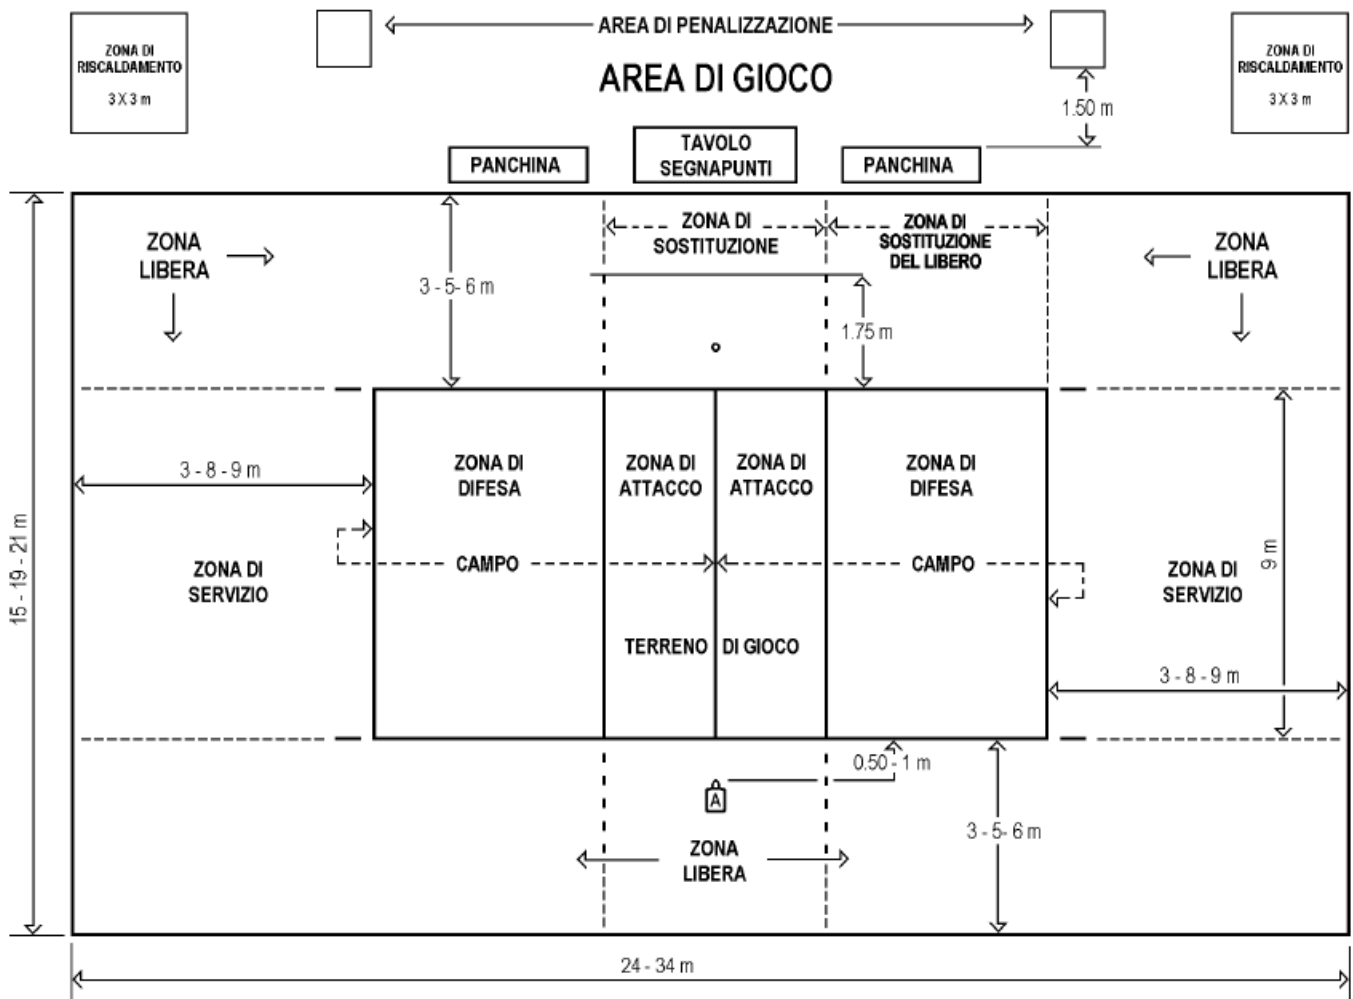 AREA DI PENALIZZAZIONE
ZONA DI
RISCALDAMENTO
3 X 3 m
ZONA DI
RISCALDAMENTO
3 X 3 m
AREA DI GIOCO
1.50 m
PANCHINA
TAVOLO
SEGNAPUNTI
PANCHINA
ZONA
LIBERA
3 - 5- 6 m
ZONA DI
SOSTITUZIONE
ZONA DI
SOSTITUZIONE
DEL LIBERO
ZONA
LIBERA
1.75 m
3 - 8 - 9 m
ZONA DI
DIFESA
ZONA DI
ATTACCO
ZONA DI
ATTACCO
ZONA DI
DIFESA
15 - 19 - 21 m
9 m
ZONA DI
SERVIZIO
CAMPO
CAMPO
ZONA DI
SERVIZIO
TERRENO DI GIOCO
3 - 8 - 9 m
0.50 - 1 m
A
3 - 5- 6 m
ZONA
LIBERA
24 - 34 m